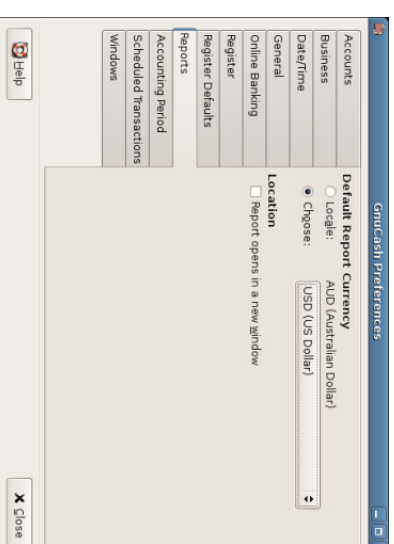 GnuCash Preferences
Accounts
Business
Date/Time
General
Online Banking
Register
Register Defaults
Reports
Accounting Period
Scheduled Transactions
Windows
Default Report Currency
Locale: AUD (Australian Dollar)
Choose: USD (US Dollar)
Location
Report opens in a new window
Help
Close